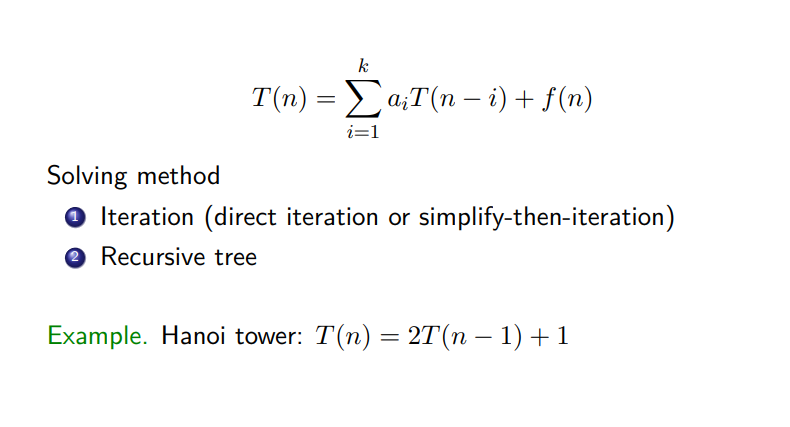 T(n) = \sum_{i=1}^{k} a_i T(n − i) + f(n)
Solving method
1 Iteration (direct iteration or simplify-then-iteration)
2 Recursive tree
Example. Hanoi tower: T(n) = 2T(n − 1) + 1